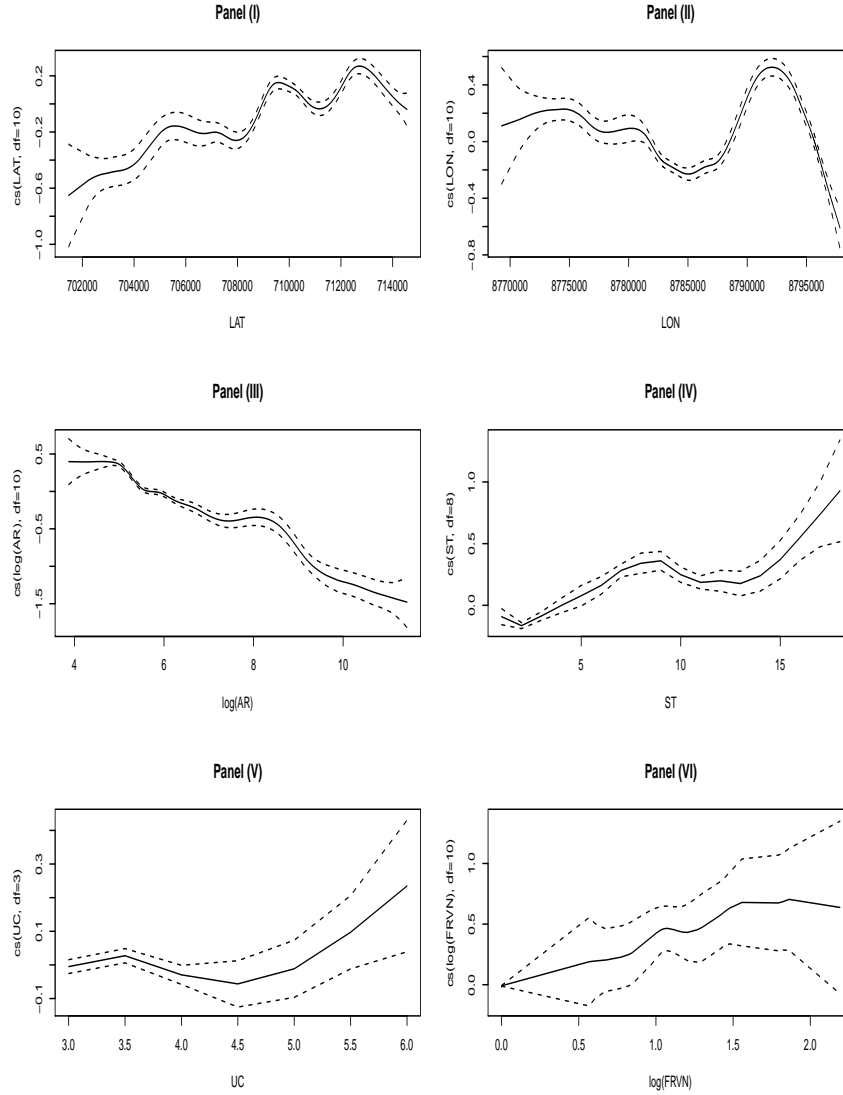 Panel (I)
cs(LAT, df=10)
0.2
−0.2
−0.6
−1.0
702000 704000 706000 708000 710000 712000 714000
LAT
Panel (II)
cs(LON, df=10)
0.4
0.0
−0.4
−0.8
8770000 8775000 8780000 8785000 8790000 8795000
LON
Panel (III)
cs(log(AR), df=10)
0.5
−0.5
−1.5
4 6 8 10
log(AR)
Panel (IV)
cs(ST, df=8)
1.0
0.5
0.0
5 10 15
ST
Panel (V)
cs(UC, df=3)
0.3
0.1
−0.1
3.0 3.5 4.0 4.5 5.0 5.5 6.0
UC
Panel (VI)
cs(log(FRVN), df=10)
1.0
0.5
0.0
0.0 0.5 1.0 1.5 2.0
log(FRVN)